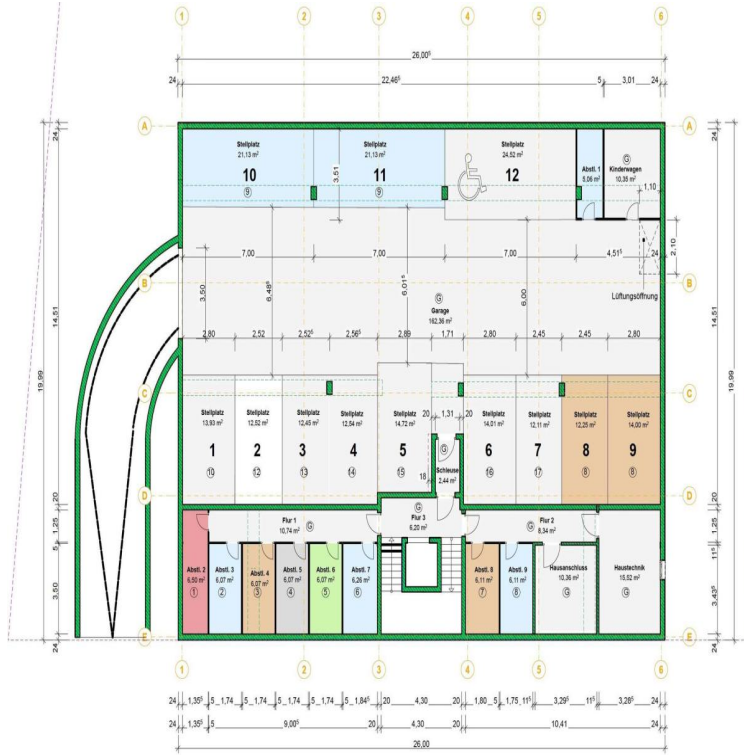 1
2
3
4
5
6
26,00⁵
24
22,46⁵
5
3,01
24
A
A
24
24
Stellplatz
21,13 m²
10
⑨
Stellplatz
21,13 m²
11
⑨
3,51
Stellplatz
24,52 m²
12
Abstl. 1
5,06 m²
G
Kinderwagen
10,35 m²
1,10
7,00
7,00
7,00
4,51⁵
24
2,10
14,51
14,51
3,50
6,48⁵
6,01⁵
6,00
B
B
G
Garage
162,36 m²
Lüftungsöffnung
19,99
19,99
2,80
2,52
2,52⁵
2,56⁵
2,89
1,71
2,80
2,45
2,45
2,80
C
C
Stellplatz
13,93 m²
1
⑩
Stellplatz
12,52 m²
2
⑫
Stellplatz
12,45 m²
3
⑬
Stellplatz
12,54 m²
4
⑭
Stellplatz
14,72 m²
5
⑮
20
1,31
20
G
Schleuse
2,44 m²
18
Stellplatz
14,01 m²
6
⑯
Stellplatz
12,11 m²
7
⑰
Stellplatz
12,25 m²
8
⑧
Stellplatz
14,00 m²
9
⑧
D
D
20
20
1,25
1,25
5
11⁵
3,50
3,43⁵
24
24
Flur 1
10,74 m²
G
G
Flur 3
6,20 m²
Flur 2
8,34 m²
G
Abstl. 2
6,50 m²
①
Abstl. 3
6,07 m²
②
Abstl. 4
6,07 m²
③
Abstl. 5
6,07 m²
④
Abstl. 6
6,07 m²
⑤
Abstl. 7
6,26 m²
⑥
Abstl. 8
6,11 m²
⑦
Abstl. 9
6,11 m²
⑧
Hausanschluss
10,36 m²
G
Haustechnik
15,52 m²
G
E
E
1
2
3
4
5
6
24
1,35⁵
5
1,74
5
1,74
5
1,74
5
1,74
5
1,84⁵
20
4,30
20
1,80
5
1,75
11⁵
3,29⁵
11⁵
3,28⁵
24
24
1,35⁵
5
9,00⁵
20
4,30
20
10,41
24
26,00